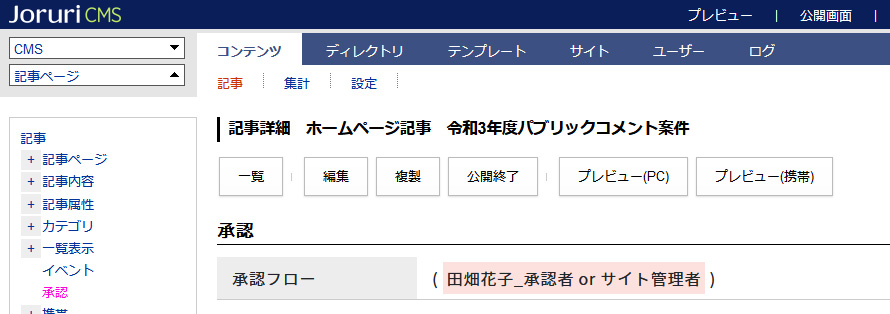 Joruri CMS
プレビュー | 公開画面 |
CMS
記事ページ
コンテンツ ディレクトリ テンプレート サイト ユーザー ログ
記事 集計 設定
記事
+ 記事ページ
+ 記事内容
+ 記事属性
+ カテゴリ
+ 一覧表示
イベント
承認
記事詳細 ホームページ記事 令和3年度パブリックコメント案件
一覧 編集 複製 公開終了 プレビュー(PC) プレビュー(携帯)
承認
承認フロー ( 田畑花子_承認者 or サイト管理者 )